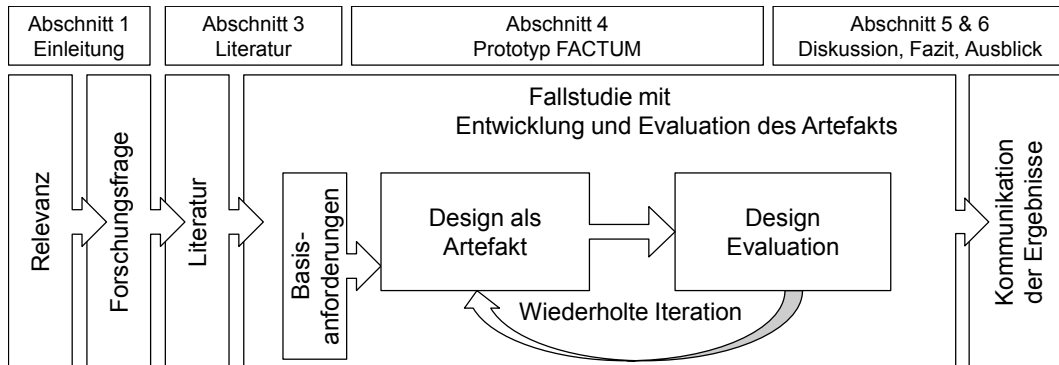 Abschnitt 1
Einleitung
Abschnitt 3
Literatur
Abschnitt 4
Prototyp FACTUM
Abschnitt 5 & 6
Diskussion, Fazit, Ausblick
Relevanz
Forschungsfrage
Literatur
Fallstudie mit
Entwicklung und Evaluation des Artefakts
Basis-
anforderungen
Design als
Artefakt
Design
Evaluation
Wiederholte Iteration
Kommunikation
der Ergebnisse